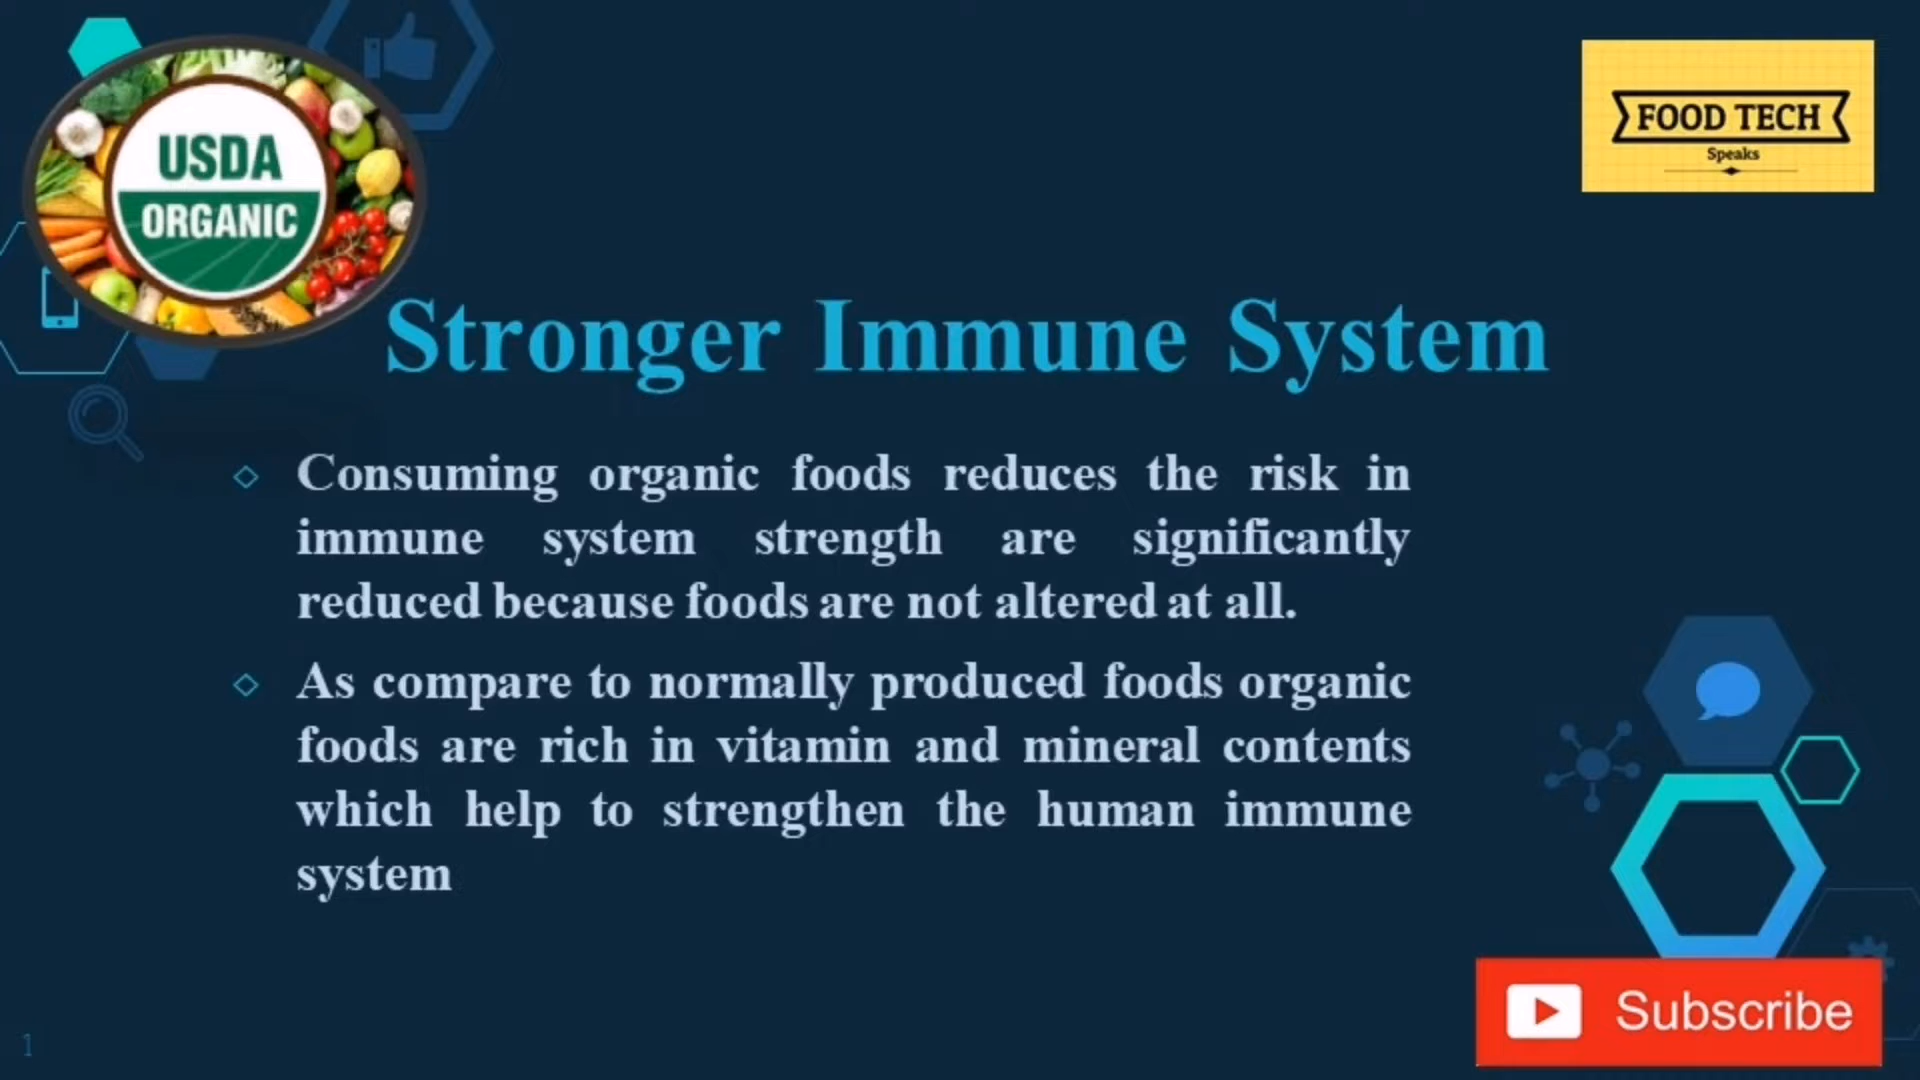 USDA
ORGANIC
FOOD TECH
Speaks
Stronger Immune System
Consuming organic foods reduces the risk in
immune system strength are significantly
reduced because foods are not altered at all.
As compare to normally produced foods organic
foods are rich in vitamin and mineral contents
which help to strengthen the human immune
system
1
Subscribe